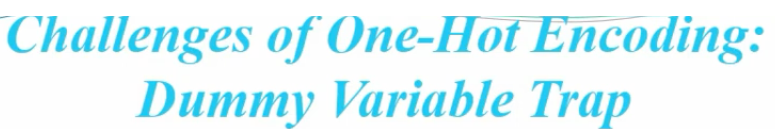 Challenges of One-Hot Encoding:
Dummy Variable Trap